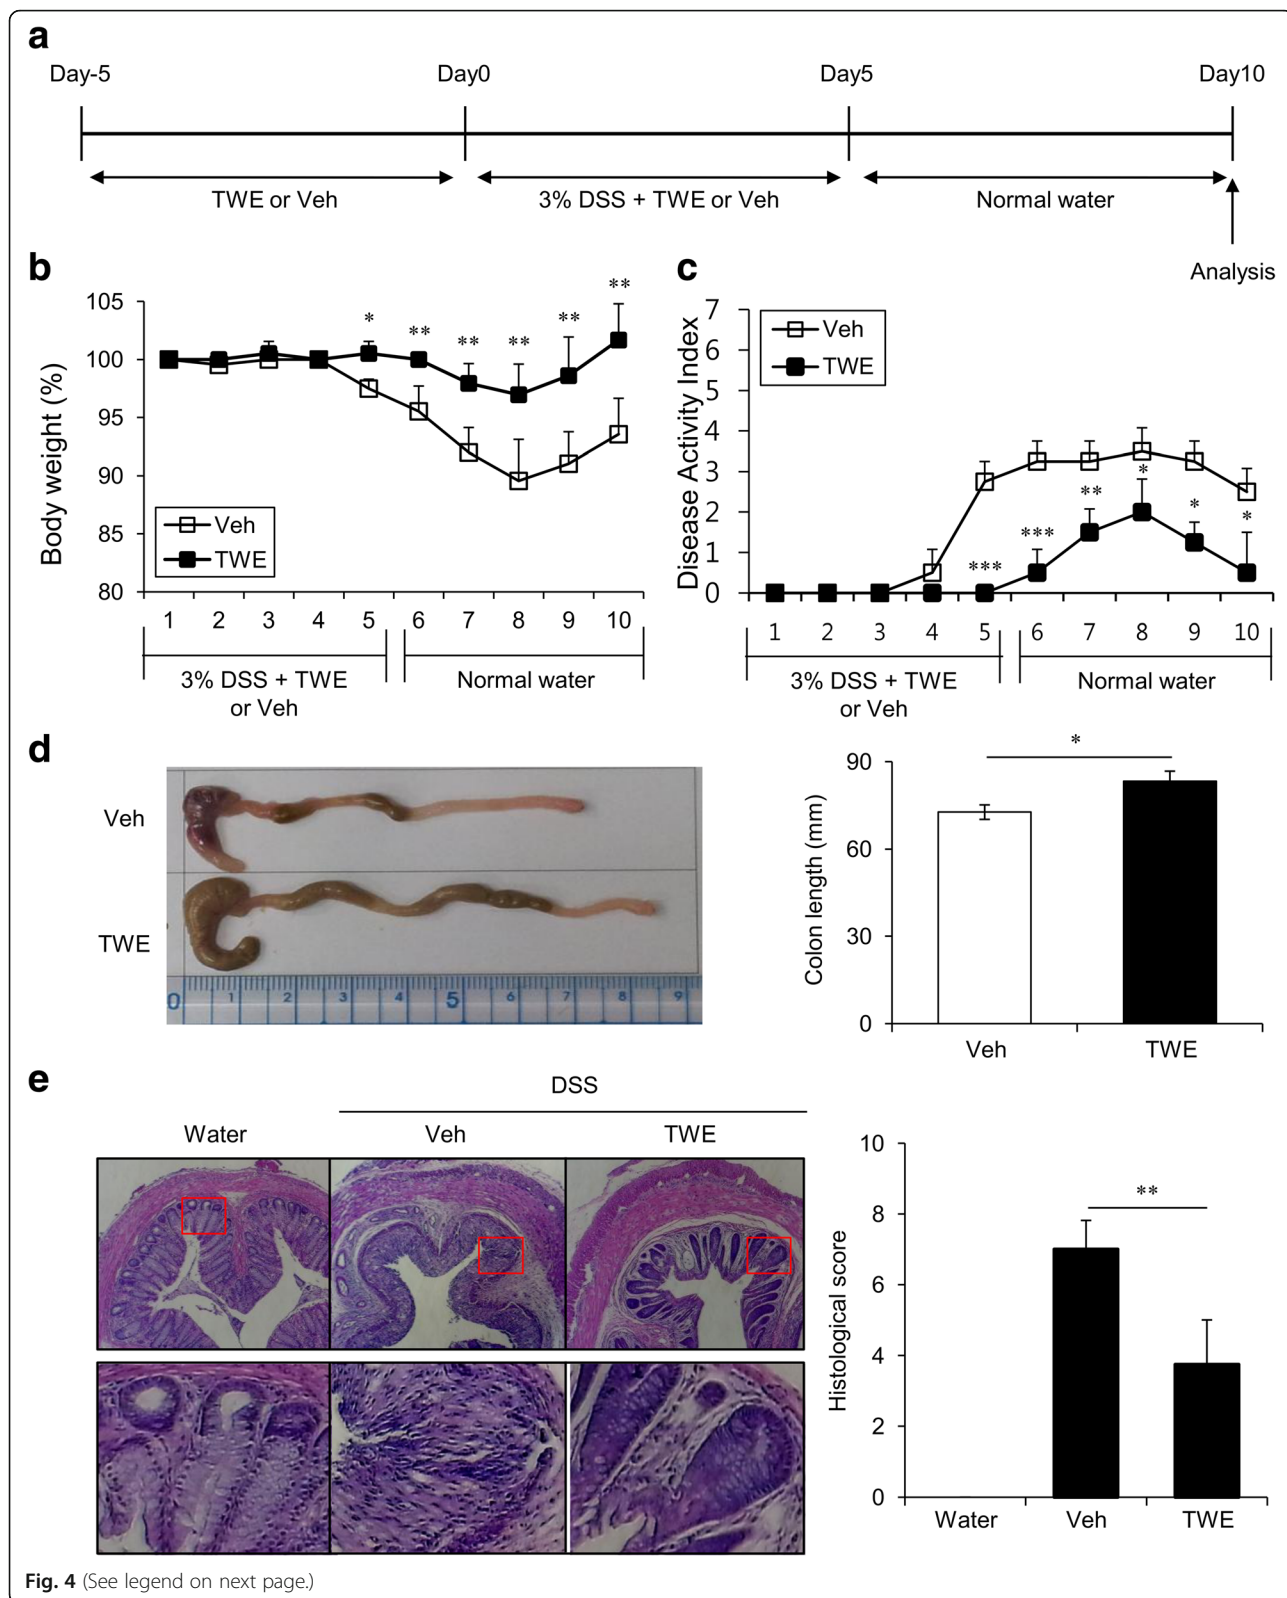 a
Day-5 Day0 Day5 Day10
TWE or Veh 3% DSS + TWE or Veh Normal water
Analysis
b
Body weight (%)
105
** 
100
* ** ** ** **
95
90
85
80
Veh
TWE
1 2 3 4 5 6 7 8 9 10
3% DSS + TWE
or Veh
Normal water
c
Disease Activity Index
7
6
5
4
3
2
1
0
Veh
TWE
*** *** ** * * *
1 2 3 4 5 6 7 8 9 10
3% DSS + TWE
or Veh
Normal water
d
Veh
TWE
0 1 2 3 4 5 6 7 8 9
Colon length (mm)
90
60
30
0
*
Veh TWE
e
DSS
Water Veh TWE
Histological score
10
8
6
4
2
0
**
Water Veh TWE
Fig. 4 (See legend on next page.)